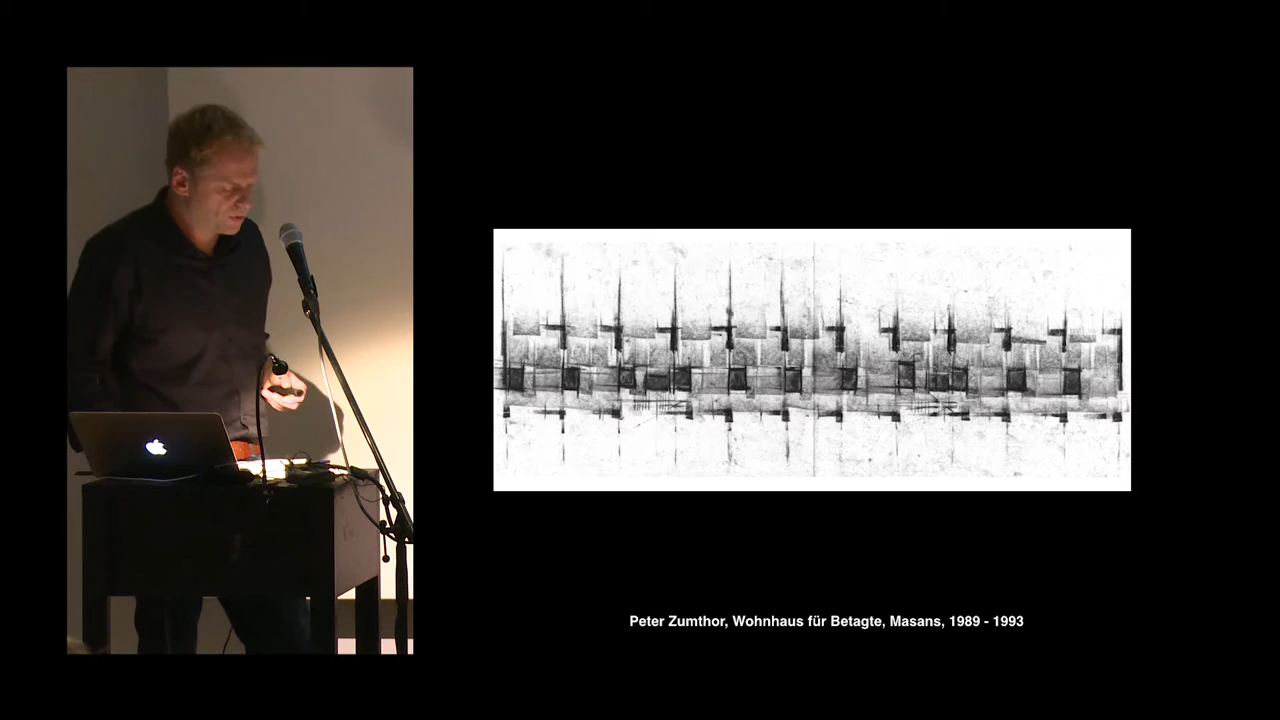 Peter Zumthor, Wohnhaus für Betagte, Masans, 1989 - 1993